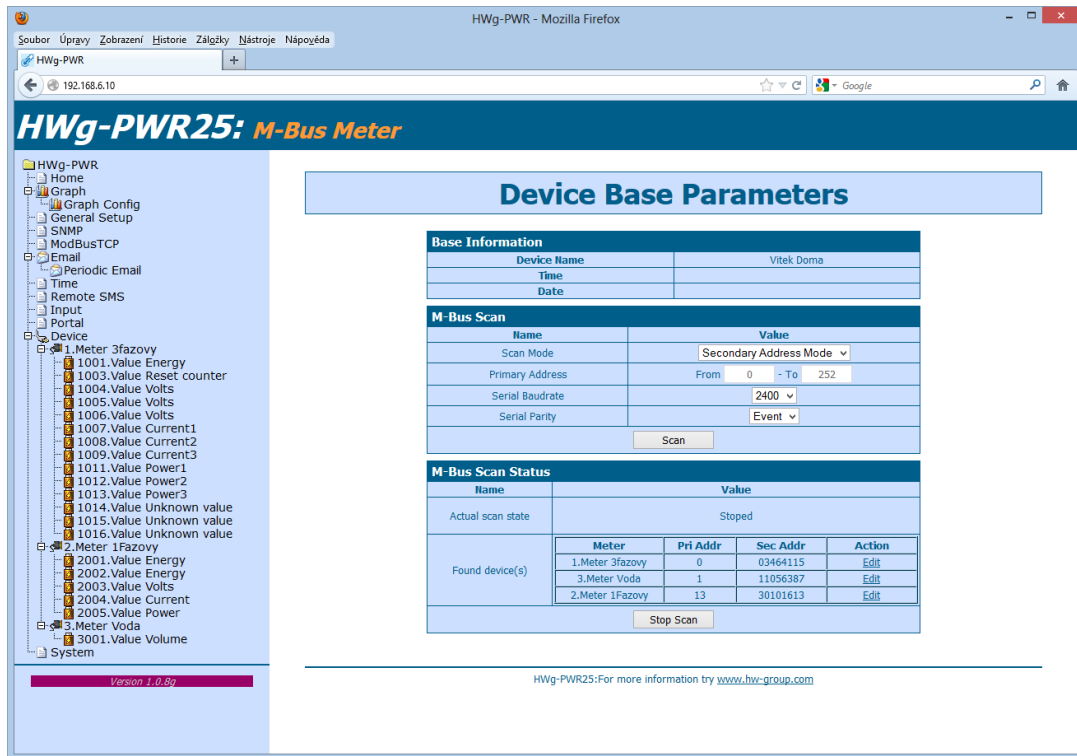 HWg-PWR - Mozilla Firefox
Soubor Úpravy Zobrazení Historie Záložky Nástroje Nápověda
HWg-PWR
192.168.6.10
Google
HWg-PWR25: M-Bus Meter
HWg-PWR
Home
Graph
Graph Config
General Setup
SNMP
ModBusTCP
Email
Periodic Email
Time
Remote SMS
Input
Portal
Device
1.Meter 3fazovy
1001.Value Energy
1003.Value Reset counter
1004.Value Volts
1005.Value Volts
1006.Value Volts
1007.Value Current1
1008.Value Current2
1009.Value Current3
1011.Value Power1
1012.Value Power2
1013.Value Power3
1014.Value Unknown value
1015.Value Unknown value
1016.Value Unknown value
2.Meter 1Fazovy
2001.Value Energy
2002.Value Energy
2003.Value Volts
2004.Value Current
2005.Value Power
3.Meter Voda
3001.Value Volume
System
Version 1.0.8g
Device Base Parameters
Base Information
Device Name Vitek Doma
Time
Date
M-Bus Scan
Name Value
Scan Mode Secondary Address Mode
Primary Address From 0 - To 252
Serial Baudrate 2400
Serial Parity Event
Scan
M-Bus Scan Status
Name Value
Actual scan state Stoped
Found device(s)
Meter Pri Addr Sec Addr Action
1.Meter 3fazovy 0 03464115 Edit
3.Meter Voda 1 11056387 Edit
2.Meter 1Fazovy 13 30101613 Edit
Stop Scan
HWg-PWR25:For more information try www.hw-group.com